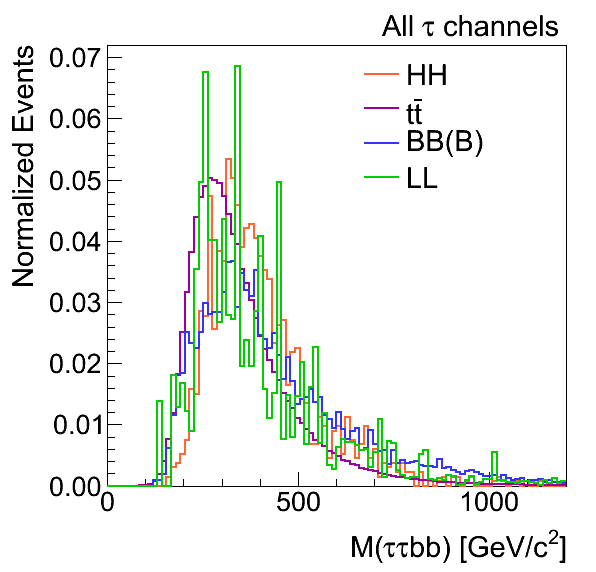 All τ channels
Normalized Events
0.07
0.06
0.05
0.04
0.03
0.02
0.01
0.00
HH
tt̄
BB(B)
LL
0
500
1000
M(ττbb) [GeV/c²]